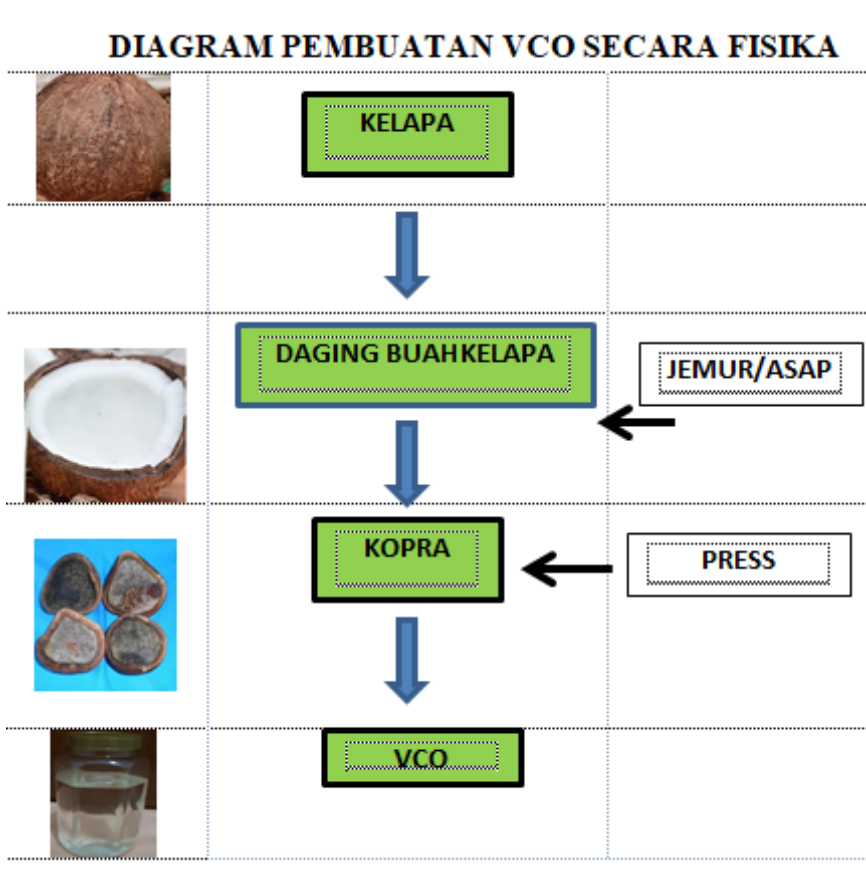 DIAGRAM PEMBUATAN VCO SECARA FISIKA
KELAPA
DAGING BUAH KELAPA
JEMUR/ASAP
KOPRA
PRESS
VCO